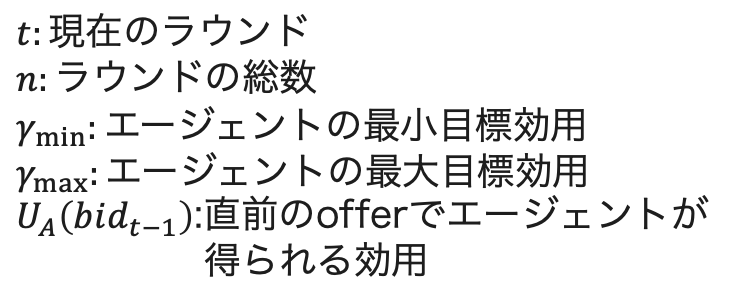 t: 現在のラウンド
n: ラウンドの総数
γmin: エージェントの最小目標効用
γmax: エージェントの最大目標効用
U_A(bid_{t−1}):直前のofferでエージェントが
得られる効用